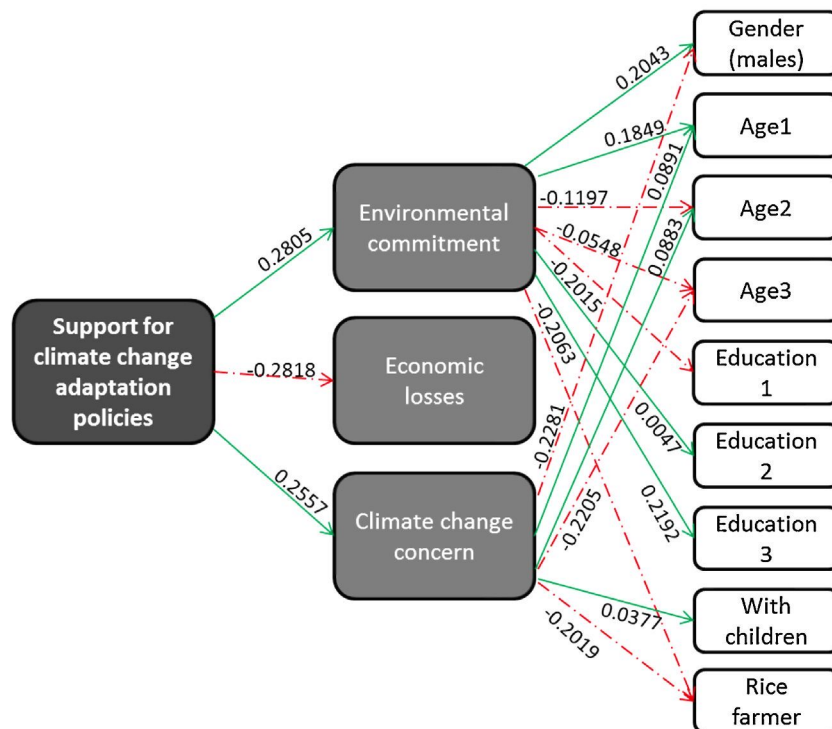 Gender
(males)
0.2043
0.1849
Age1
0.0891
Environmental
commitment
-0.1197
Age2
0.0883
-0.0548
0.2805
-0.2015
Age3
-0.2063
Support for
climate change
adaptation
policies
-0.2818
Economic
losses
Education
1
-0.2281
0.0047
Education
2
-0.2205
0.2192
0.2557
Climate change
concern
Education
3
0.0377
With
children
-0.2019
Rice
farmer